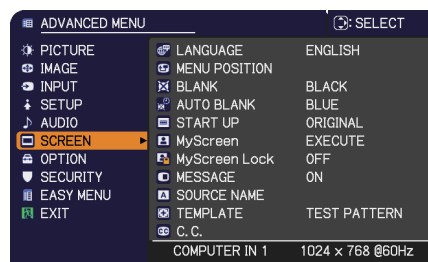 ADVANCED MENU : SELECT
PICTURE LANGUAGE ENGLISH
IMAGE MENU POSITION
INPUT BLANK BLACK
SETUP AUTO BLANK BLUE
AUDIO START UP ORIGINAL
SCREEN MyScreen EXECUTE
OPTION MyScreen Lock OFF
SECURITY MESSAGE ON
EASY MENU SOURCE NAME
EXIT TEMPLATE TEST PATTERN
C. C.
COMPUTER IN 1 1024 x 768 @60Hz